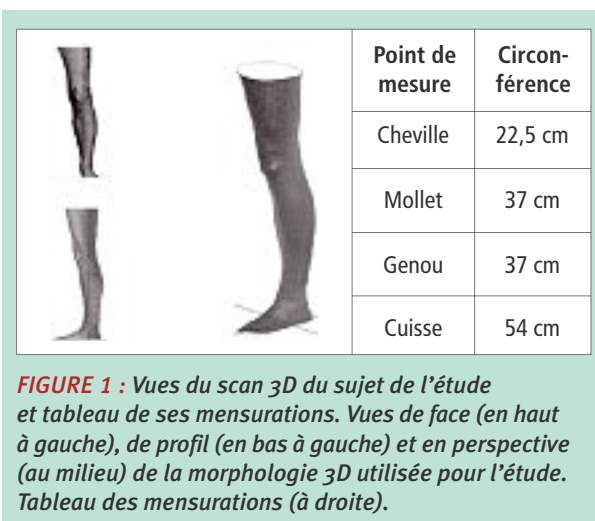 Point de mesure
Circon-
férence
Cheville 22,5 cm
Mollet 37 cm
Genou 37 cm
Cuisse 54 cm
FIGURE 1 : Vues du scan 3D du sujet de l’étude
et tableau de ses mensurations. Vues de face (en haut
à gauche), de profil (en bas à gauche) et en perspective
(au milieu) de la morphologie 3D utilisée pour l’étude.
Tableau des mensurations (à droite).